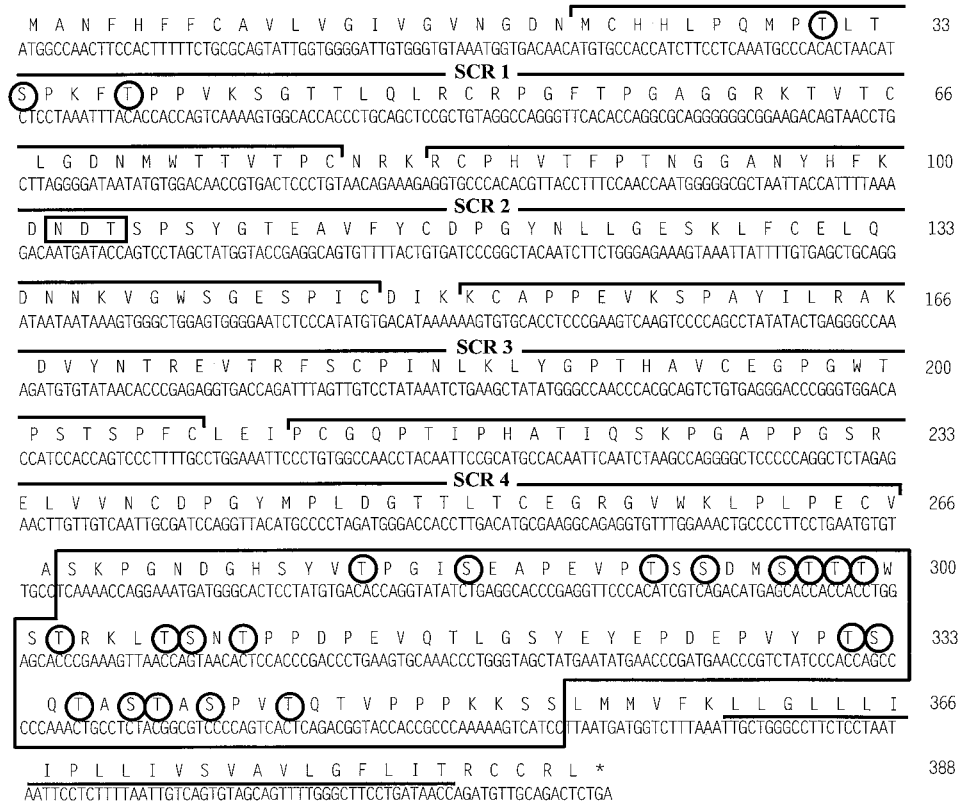 M A N F H F F C A V L V G I V G V N G D N M C H H L P Q M P T L T 33
ATGGCCAACTTCCACTTTTTCTGCGCAGTATTGGTGGGGATTGTGGGTGTAAATGGTGACAACATGTGCCACCATCTTCCTCAAATGCCCACACTAACAT
SCR 1
S P K F T P P V K S G T T L Q L R C R P G F T P G A G G R K T V T C 66
CTCCTAAATTTACACCACCAGTCAAAAGTGGCACCACCCTGCAGCTCCGCTGTAGGCCAGGGTTCACACCAGGCGCAGGGGGGCGGAAGACAGTAACCTG
L G D N M W T T V T P C N R K R C P H V T F P T N G G A N Y H F K 100
CTTAGGGGATAATATGTGGACAACCGTGACTCCCTGTAACAGAAAGAGGTGCCCACACGTTACCTTTCCAACCAATGGGGGCGCTAATTACCATTTTAAA
SCR 2
D N D T S P S Y G T E A V F Y C D P G Y N L L G E S K L F C E L Q 133
GACAATGATACCAGTCCTAGCTATGGTACCGAGGCAGTGTTTTACTGTGATCCCGGCTACAATCTTCTGGGAGAAAGTAAATTATTTTGTGAGCTGCAGG
D N N K V G W S G E S P I C D I K K C A P P E V K S P A Y I L R A K 166
ATAATAATAAAGTGGGCTGGAGTGGGGAATCTCCCATATGTGACATAAAAAAGTGTGCACCTCCCGAAGTCAAGTCCCCAGCCTATATACTGAGGGCCAA
SCR 3
D V Y N T R E V T R F S C P I N L K L Y G P T H A V C E G P G W T 200
AGATGTGTATAACACCCGAGAGGTGACCAGATTTAGTTGTCCTATAAATCTGAAGCTATATGGGCCAACCCACGCAGTCTGTGAGGGACCCGGGTGGACA
P S T S P F C L E I P C G Q P T I P H A T I Q S K P G A P P G S R 233
CCATCCACCAGTCCCTTTTGCCTGGAAATTCCCTGTGGCCAACCTACAATTCCGCATGCCACAATTCAATCTAAGCCAGGGGCTCCCCCAGGCTCTAGAG
SCR 4
E L V V N C D P G Y M P L D G T T L T C E G R G V W K L P L P E C V 266
AACTTGTTGTCAATTGCGATCCAGGTTACATGCCCCTAGATGGGACCACCTTGACATGCGAAGGCAGAGGTGTTTGGAAACTGCCCCTTCCTGAATGTGT
A S K P G N D G H S Y V T P G I S E A P E V P T S S D M S T T T W 300
TGCCTCAAAACCAGGAAATGATGGGCACTCCTATGTGACACCAGGTATATCTGAGGCACCCGAGGTTCCCACATCGTCAGACATGAGCACCACCACCTGG
S T R K L T S N T P P D P E V Q T L G S Y E Y E P D E P V Y P T S 333
AGCACCCGAAAGTTAACCAGTAACACTCCACCCGACCCTGAAGTGCAAACCCTGGGTAGCTATGAATATGAACCCGATGAACCCGTCTATCCCACCAGCC
Q T A S T A S P V T Q T V P P P K K S S L M M V F K L L G L L L I 366
CCCAAACTGCCTCTACGGCGTCCCCAGTCACTCAGACGGTACCACCGCCCAAAAAGTCATCCTTAATGATGGTCTTTAAATTGCTGGGCCTTCTCCTAAT
I P L L I V S V A V L G F L I T R C C R L * 388
AATTCCTCTTTTAATTGTCAGTGTAGCAGTTTTGGGCTTCCTGATAACCAGATGTTGCAGACTCTGA